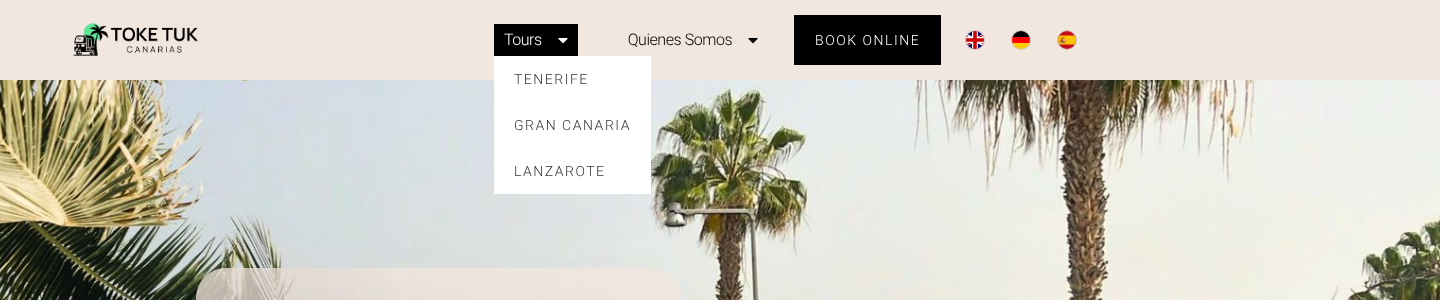 TOKE TUK
CANARIAS
Tours
Quienes Somos
BOOK ONLINE
TENERIFE
GRAN CANARIA
LANZAROTE